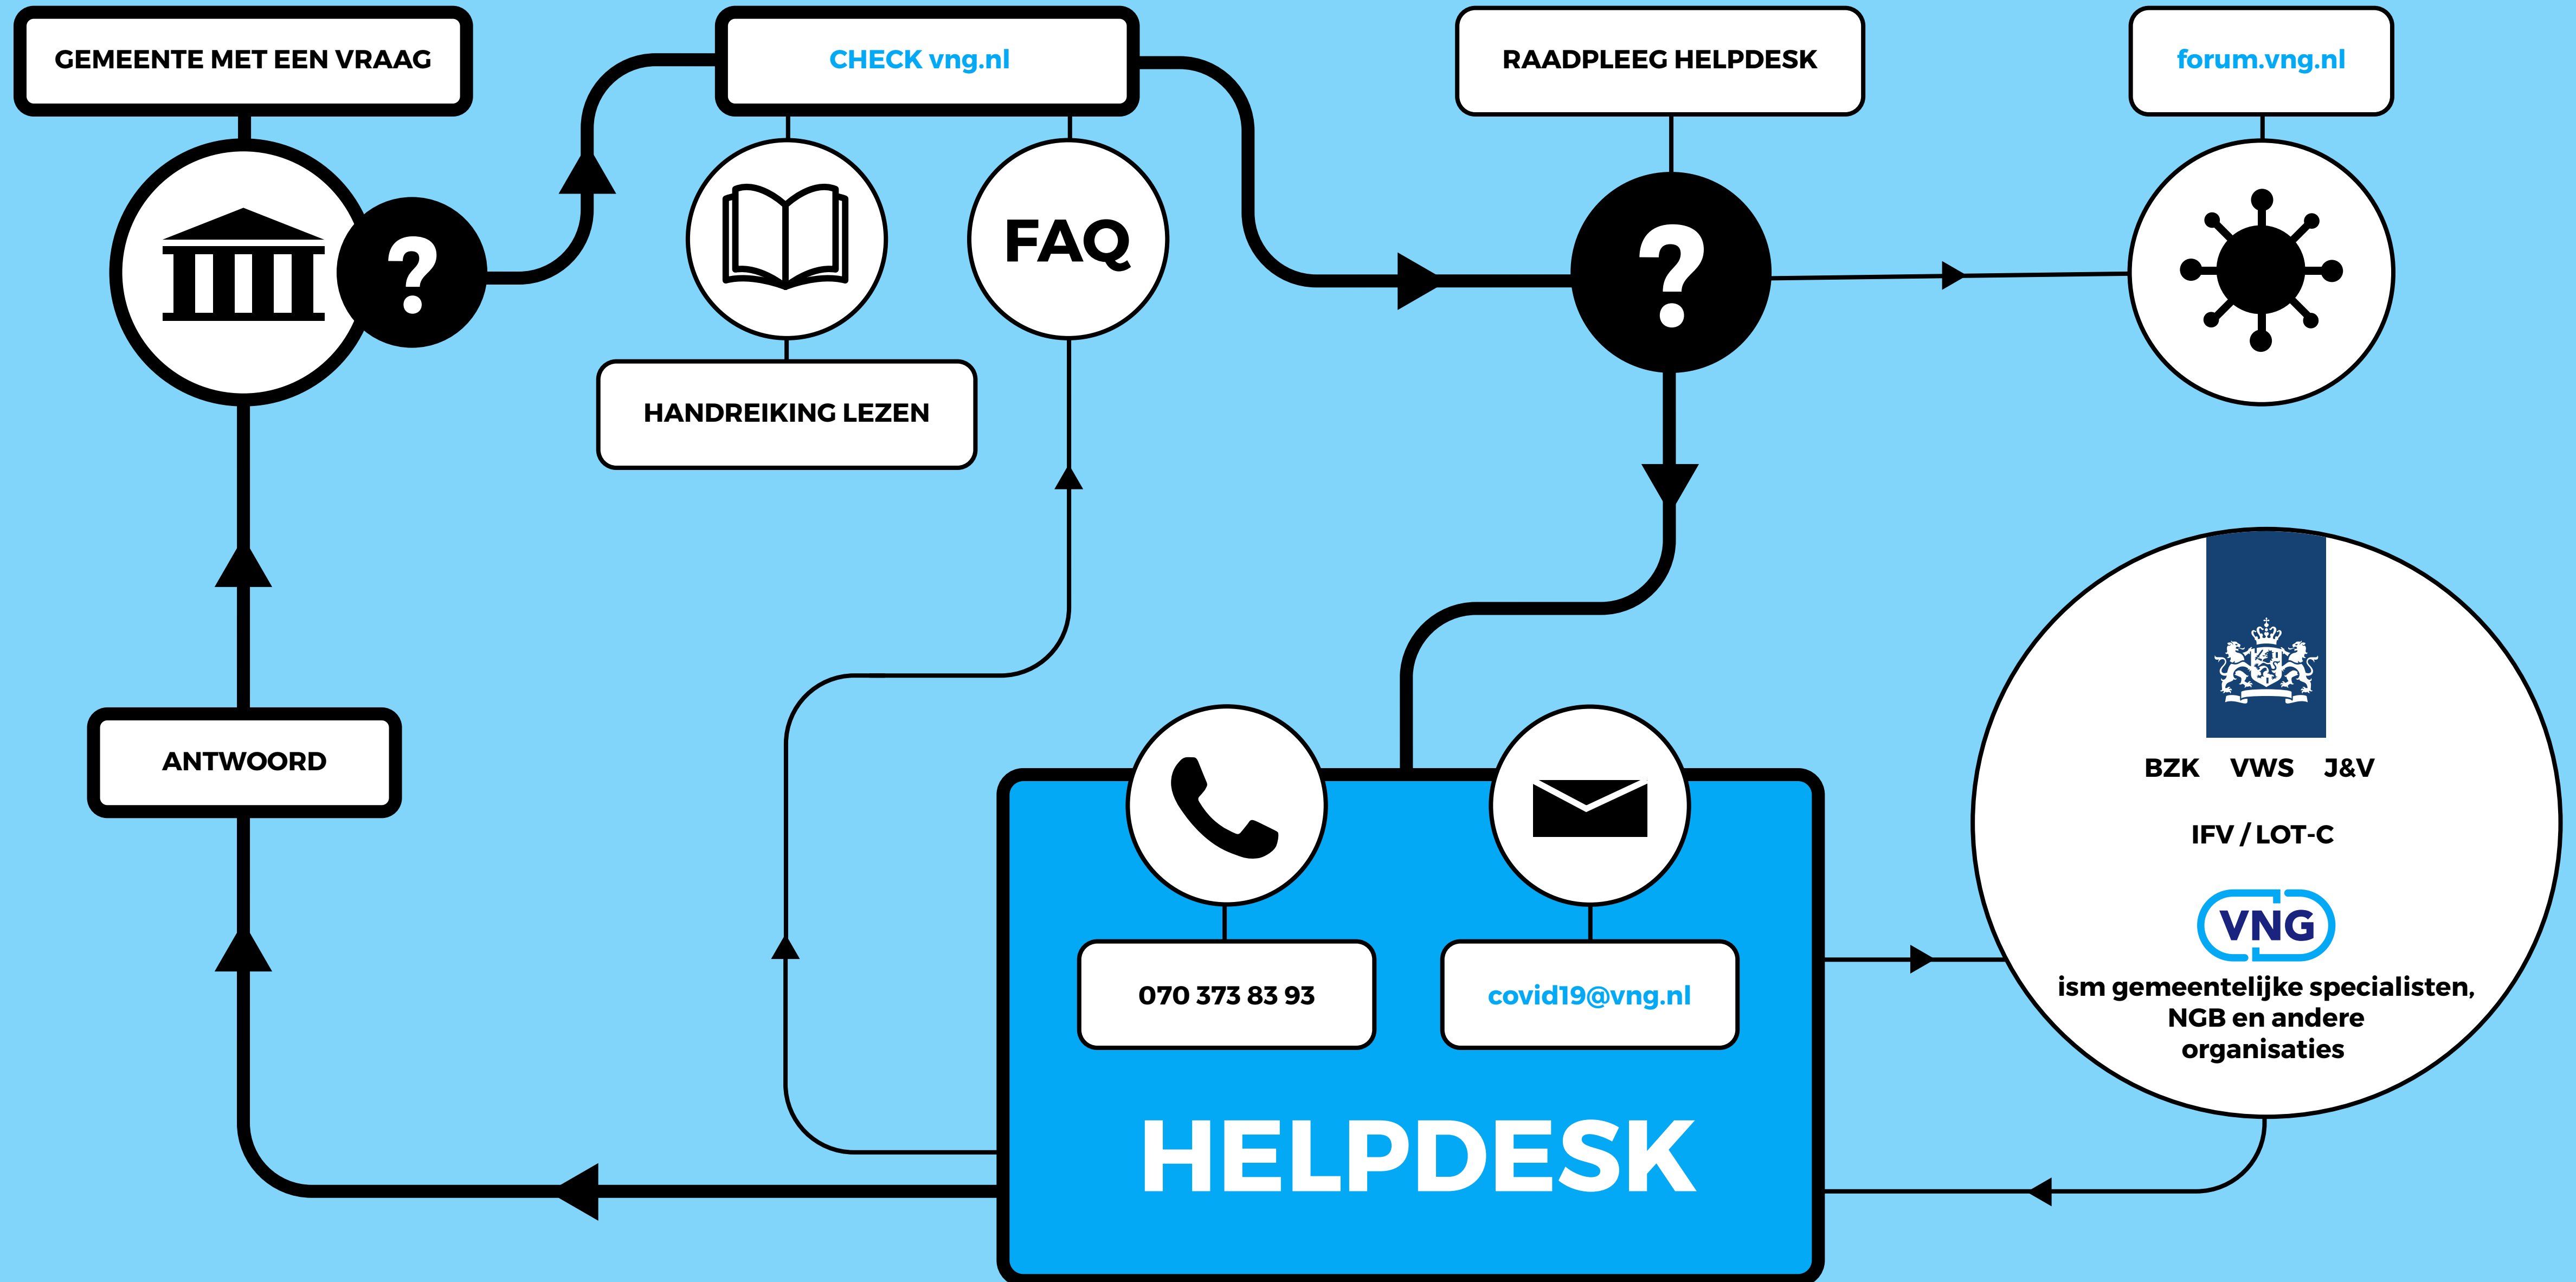 GEMEENTE MET EEN VRAAG
CHECK vng.nl
RAADPLEEG HELPDESK
forum.vng.nl
?
FAQ
?
HANDREIKING LEZEN
ANTWOORD
BZK VWS J&V
IFV / LOT-C
VNG
ism gemeentelijke specialisten,
NGB en andere
organisaties
070 373 83 93
covid19@vng.nl
HELPDESK